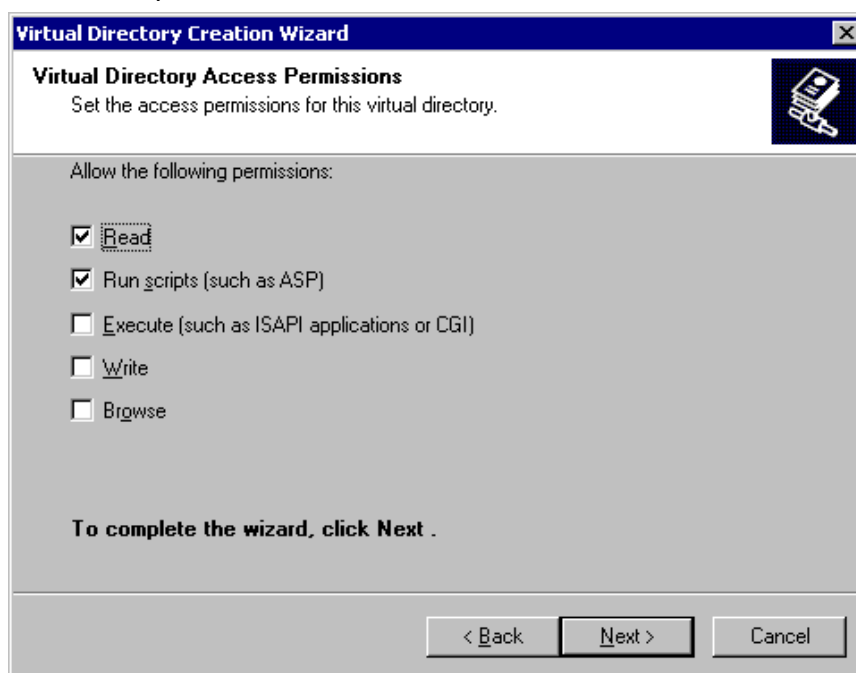 Virtual Directory Creation Wizard
Virtual Directory Access Permissions
Set the access permissions for this virtual directory.
Allow the following permissions:
Read
Run scripts (such as ASP)
Execute (such as ISAPI applications or CGI)
Write
Browse
To complete the wizard, click Next .
< Back Next > Cancel